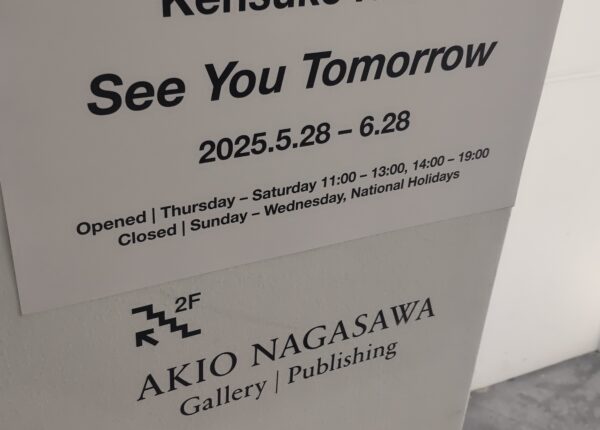 Kensuke
See You Tomorrow
2025.5.28 – 6.28
Opened | Thursday – Saturday 11:00 – 13:00, 14:00 – 19:00
Closed | Sunday – Wednesday, National Holidays
2F
AKIO NAGASAWA
Gallery | Publishing